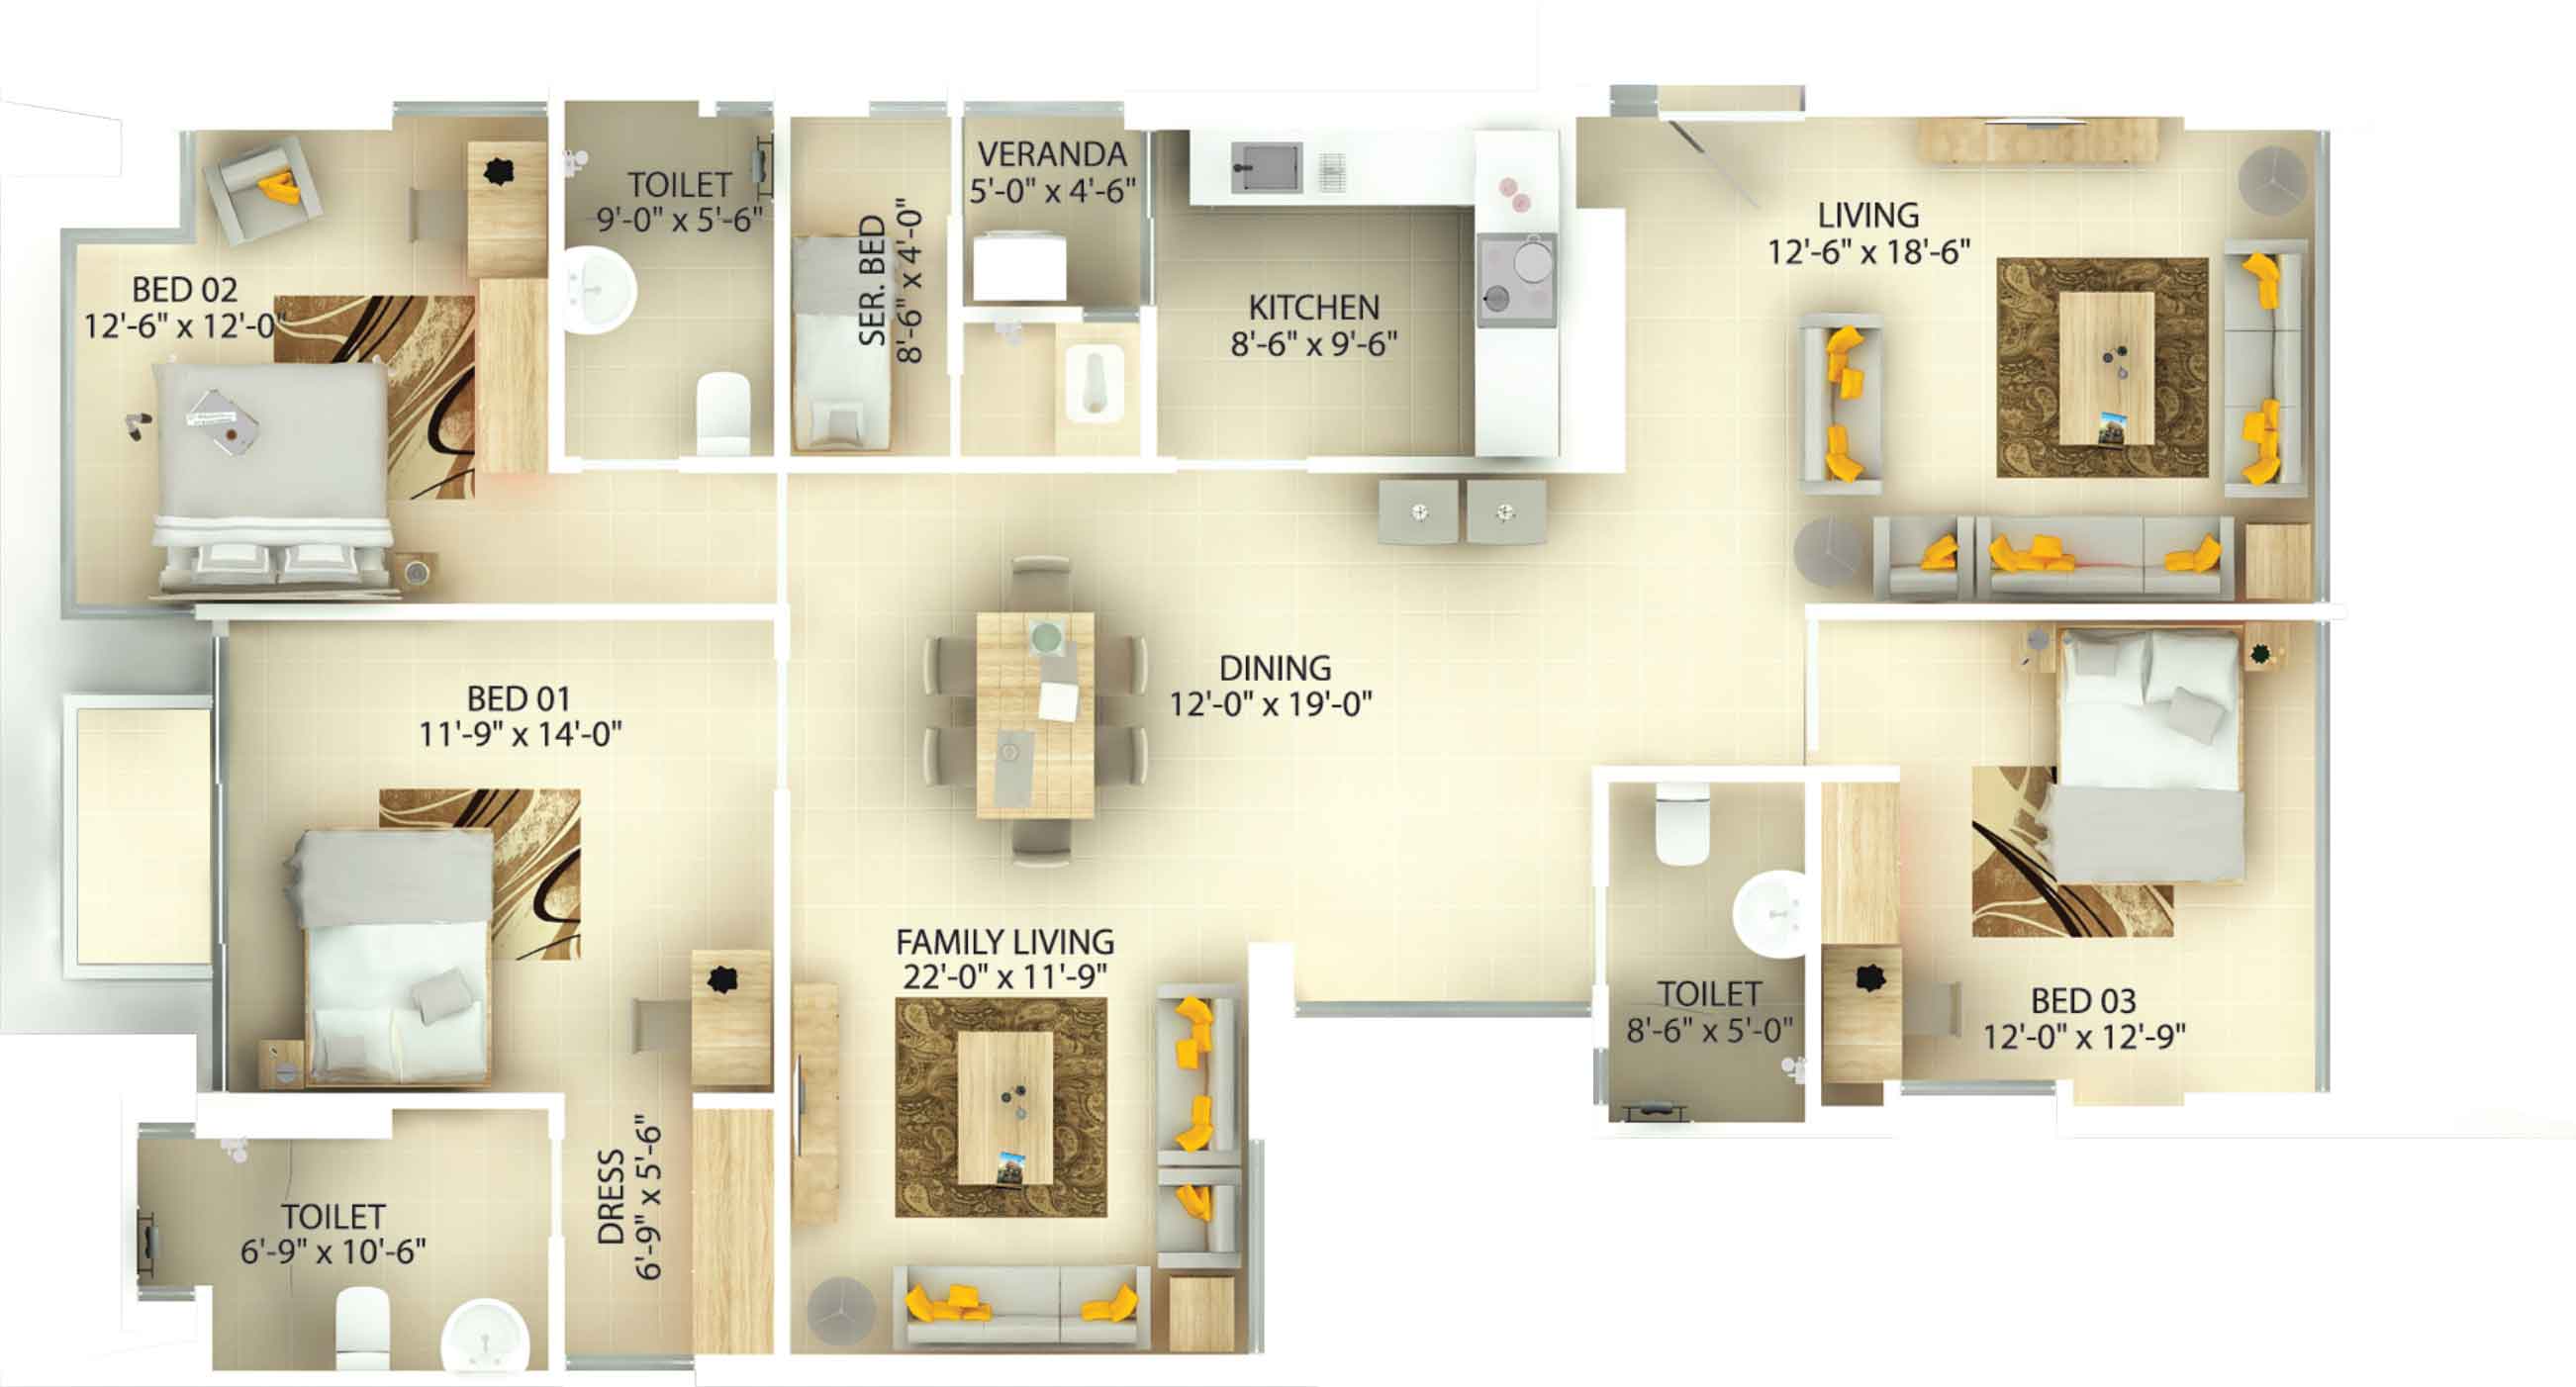 TOILET
9'-0" x 5'-6"
VERANDA
5'-0" x 4'-6"
LIVING
12'-6" x 18'-6"
BED 02
12'-6" x 12'-0"
SER. BED
8'-6" x 4'-0"
KITCHEN
8'-6" x 9'-6"
BED 01
11'-9" x 14'-0"
DINING
12'-0" x 19'-0"
FAMILY LIVING
22'-0" x 11'-9"
TOILET
8'-6" x 5'-0"
BED 03
12'-0" x 12'-9"
TOILET
6'-9" x 10'-6"
DRESS
6'-9" x 5'-6"